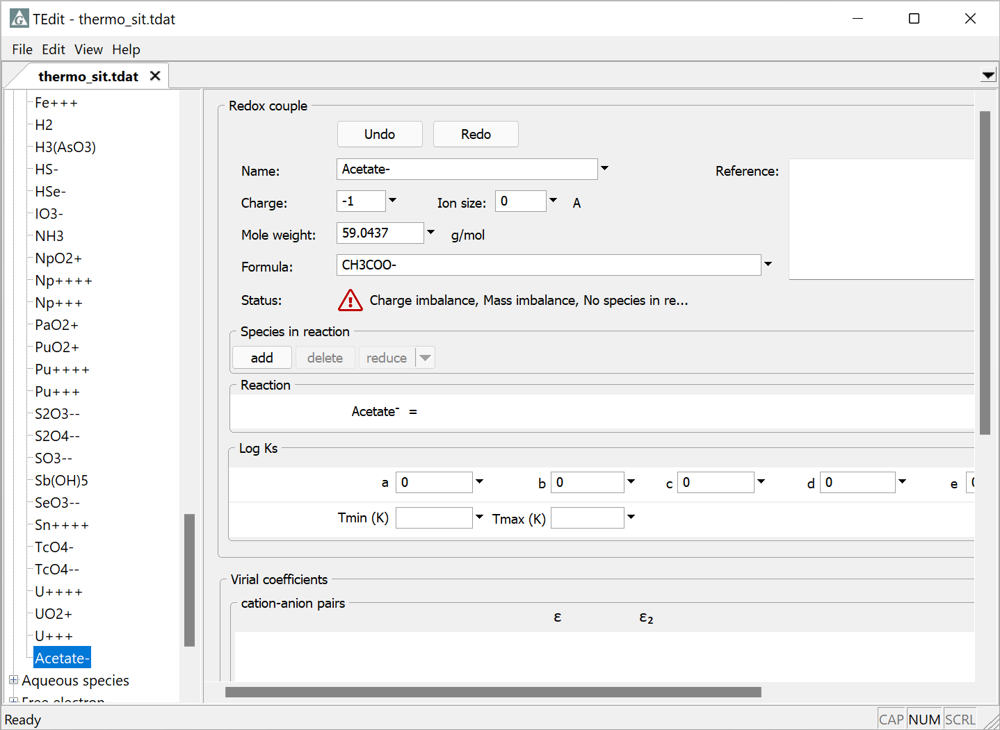 TEdit - thermo_sit.tdat
File Edit View Help
thermo_sit.tdat
Fe+++
H2
H3(AsO3)
HS-
HSe-
IO3-
NH3
NpO2+
Np++++
Np+++
PaO2+
PuO2+
Pu++++
Pu+++
S2O3--
S2O4--
SO3--
Sb(OH)5
SeO3--
Sn++++
TcO4-
TcO4--
U++++
UO2+
U+++
Acetate-
Aqueous species
Free electron
Redox couple
Undo Redo
Name: Acetate- Reference:
Charge: -1 Ion size: 0 A
Mole weight: 59.0437 g/mol
Formula: CH3COO-
Status: Charge imbalance, Mass imbalance, No species in re...
Species in reaction
add delete reduce
Reaction
Acetate⁻ =
Log Ks
a 0 b 0 c 0 d 0 e 0
Tmin (K) Tmax (K)
Virial coefficients
cation-anion pairs
ε ε₂
Ready CAP NUM SCRL